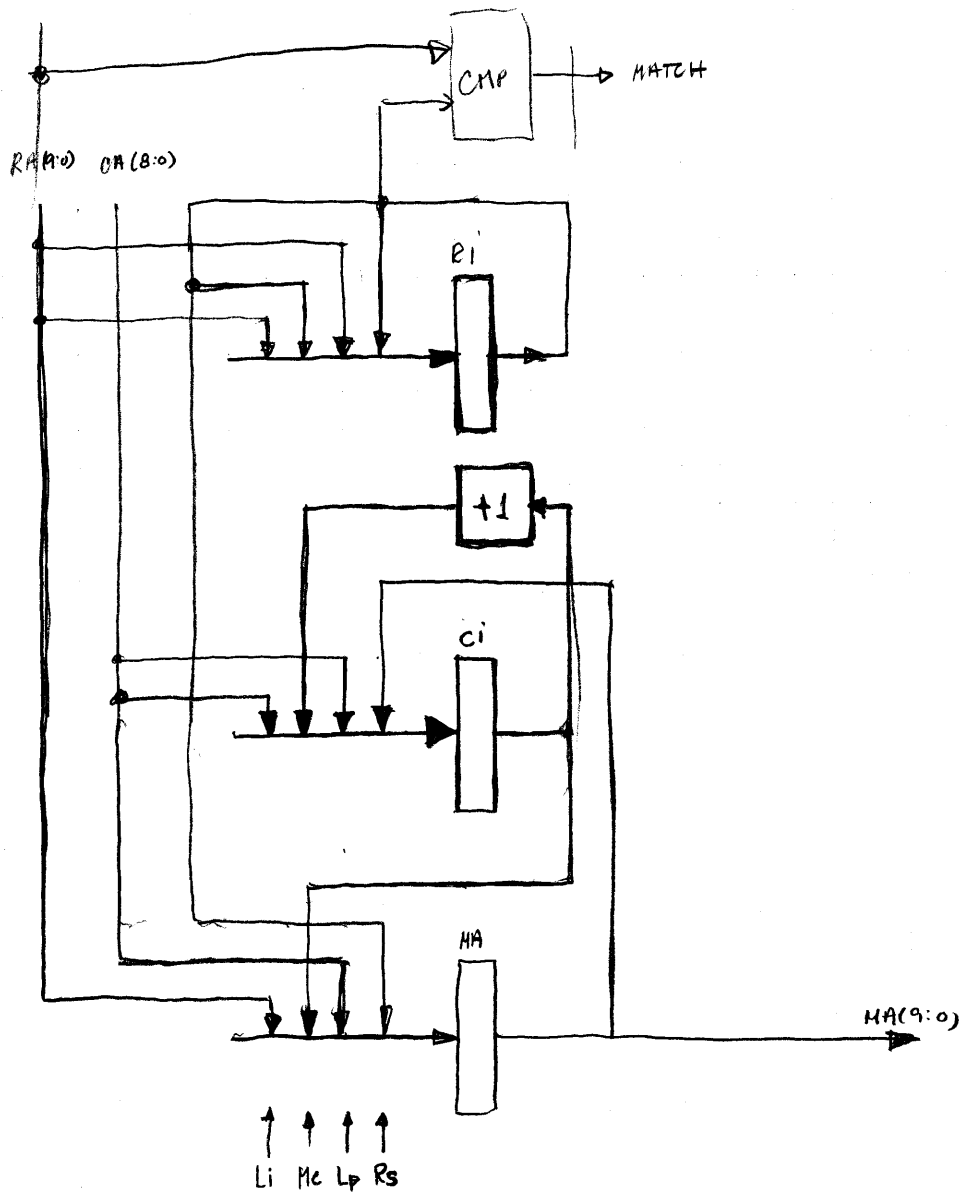 CMP
MATCH
RA(9:0) OA(8:0)
Ri
+1
Ci
MA
MA(9:0)
Li Mc Lp Rs